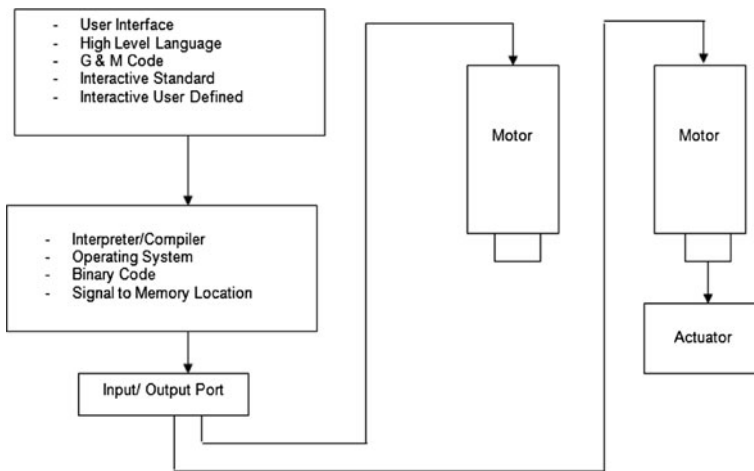 - User Interface
- High Level Language
- G & M Code
- Interactive Standard
- Interactive User Defined
- Interpreter/Compiler
- Operating System
- Binary Code
- Signal to Memory Location
Input/ Output Port
Motor
Motor
Actuator